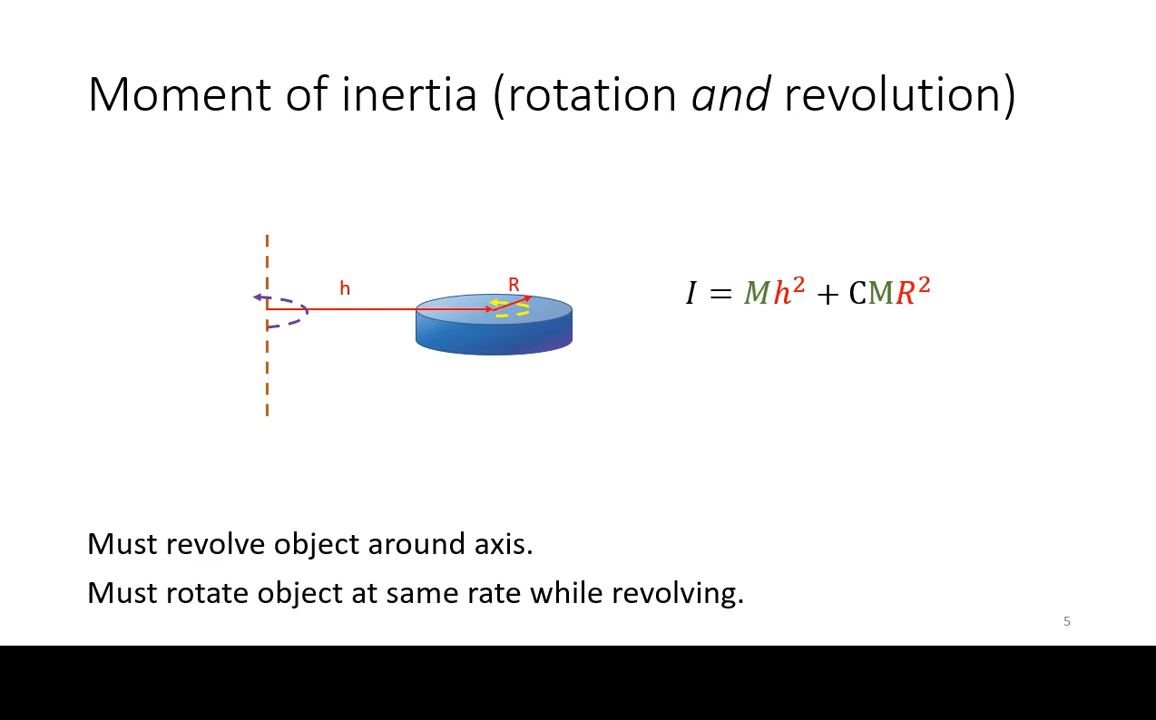 Moment of inertia (rotation and revolution)
h
R
I = Mh² + CMR²
Must revolve object around axis.
Must rotate object at same rate while revolving.
5